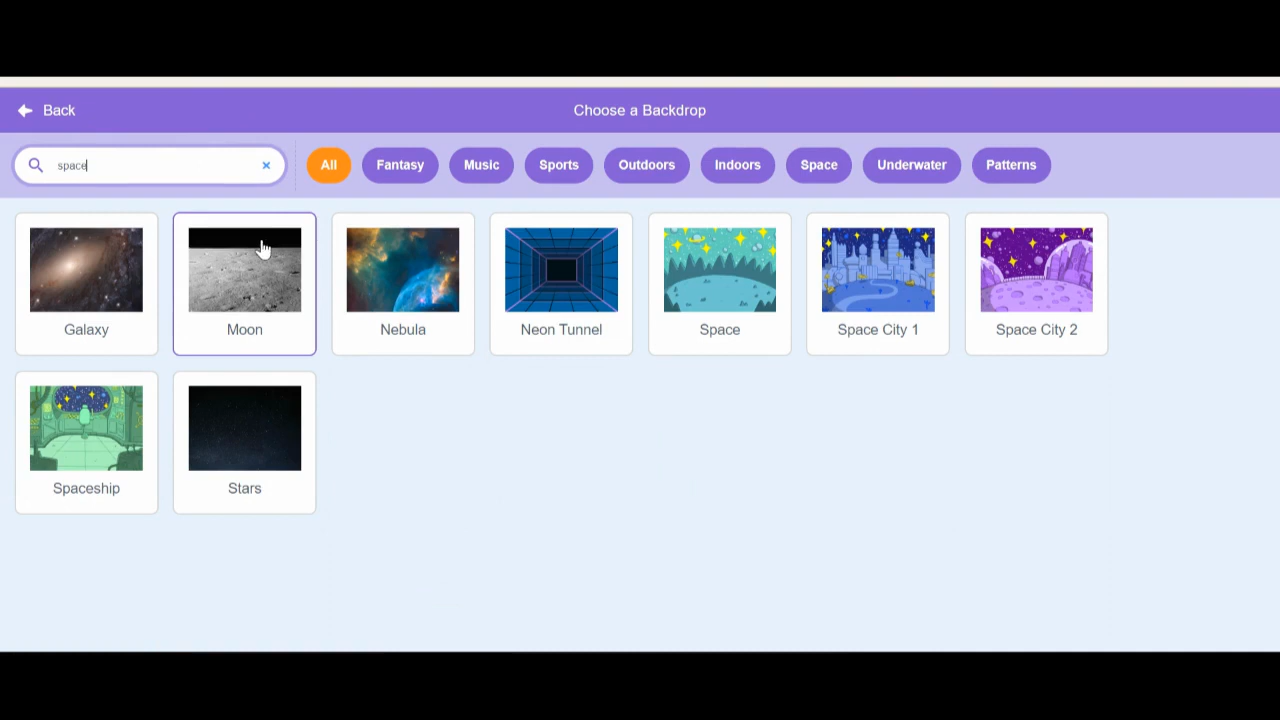 Back
Choose a Backdrop
space
All
Fantasy
Music
Sports
Outdoors
Indoors
Space
Underwater
Patterns
Galaxy
Moon
Nebula
Neon Tunnel
Space
Space City 1
Space City 2
Spaceship
Stars